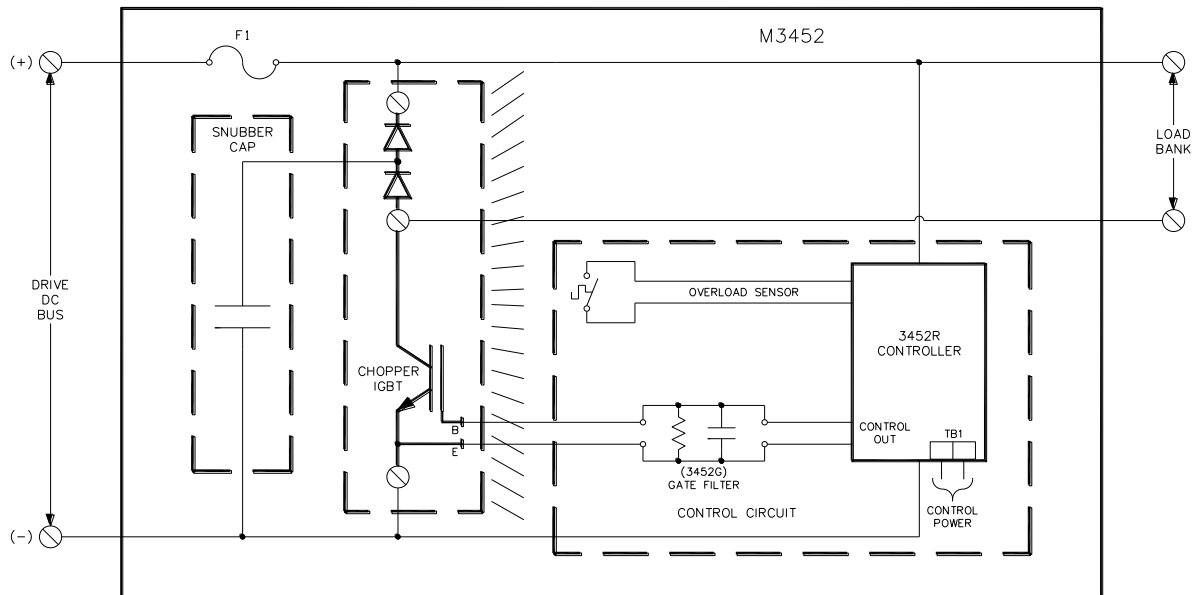 M3452
F1
(+)
SNUBBER
CAP
LOAD
BANK
DRIVE
DC
BUS
OVERLOAD SENSOR
3452R
CONTROLLER
CHOPPER
IGBT
B
E
CONTROL
OUT
TB1
(3452G)
GATE FILTER
CONTROL CIRCUIT
CONTROL
POWER
(-)